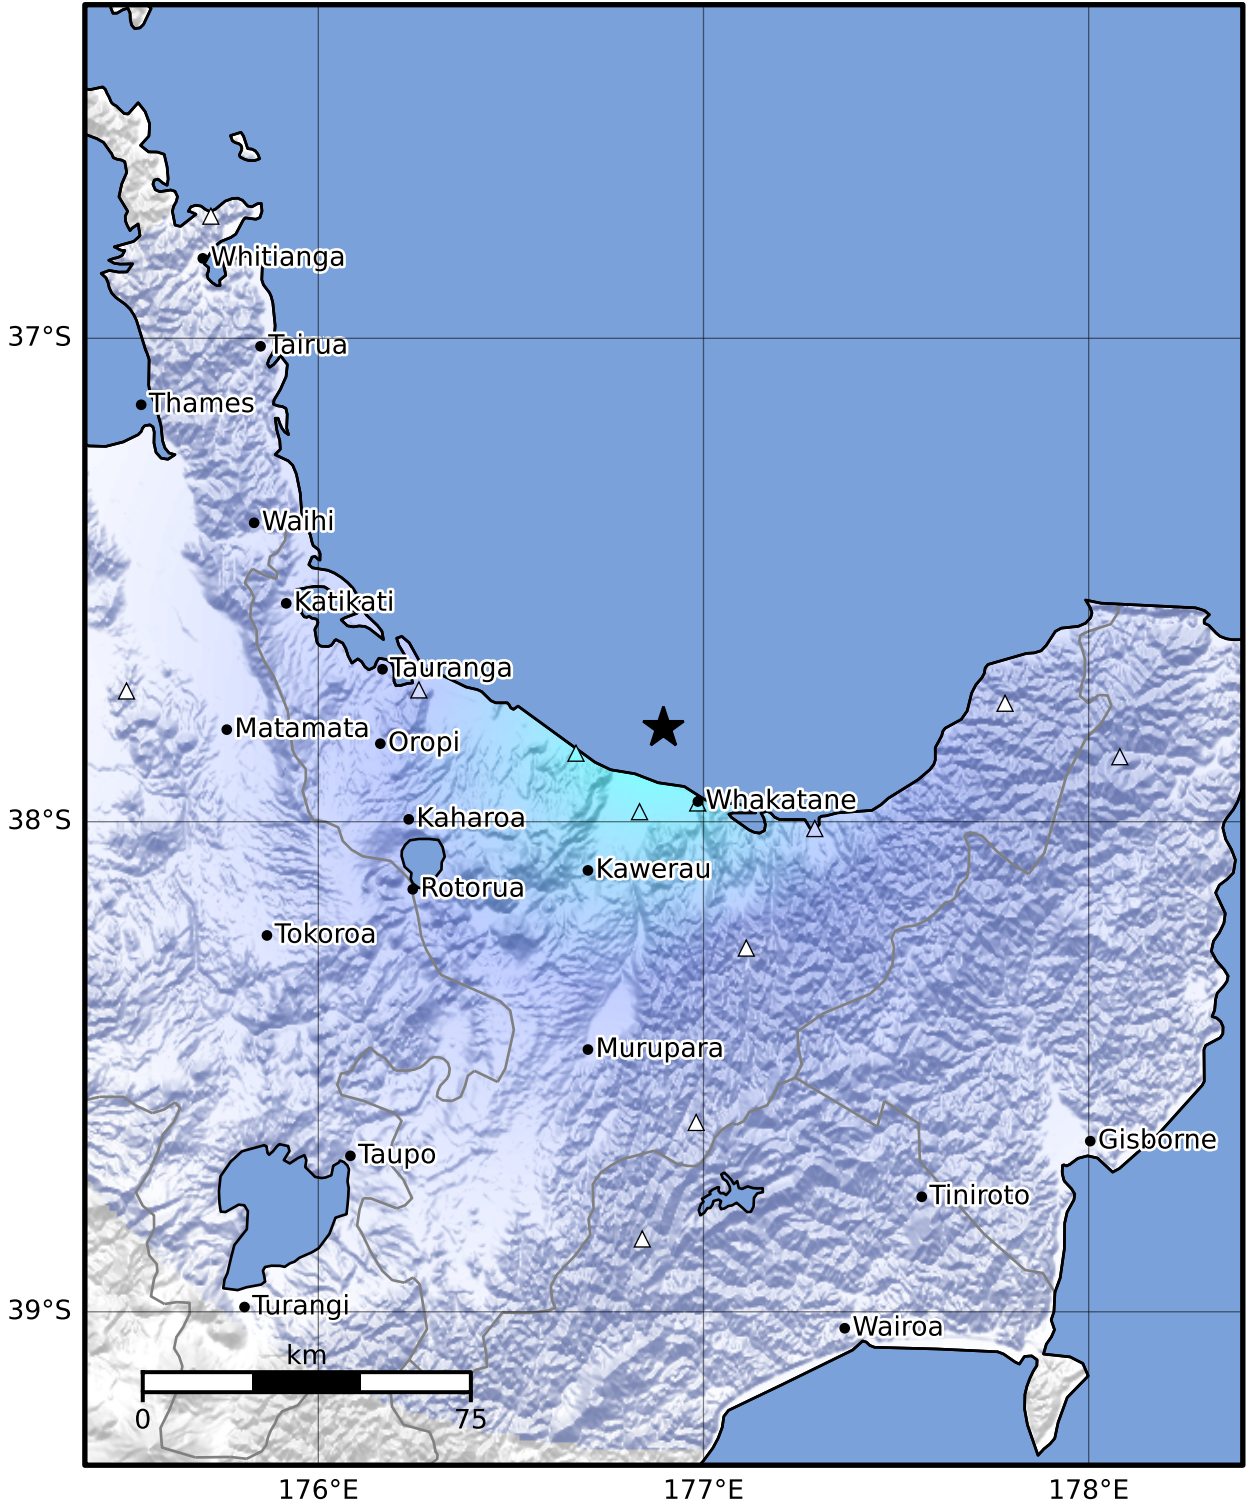 Whitianga
37°S
Tairua
Thames
Waihi
Katikati
Tauranga
Matamata
Oropi
Whakatane
38°S
Kaharoa
Kawerau
Rotorua
Tokoroa
Murupara
Gisborne
Taupo
Tiniroto
39°S
Turangi
Wairoa
km
0
75
176°E
177°E
178°E